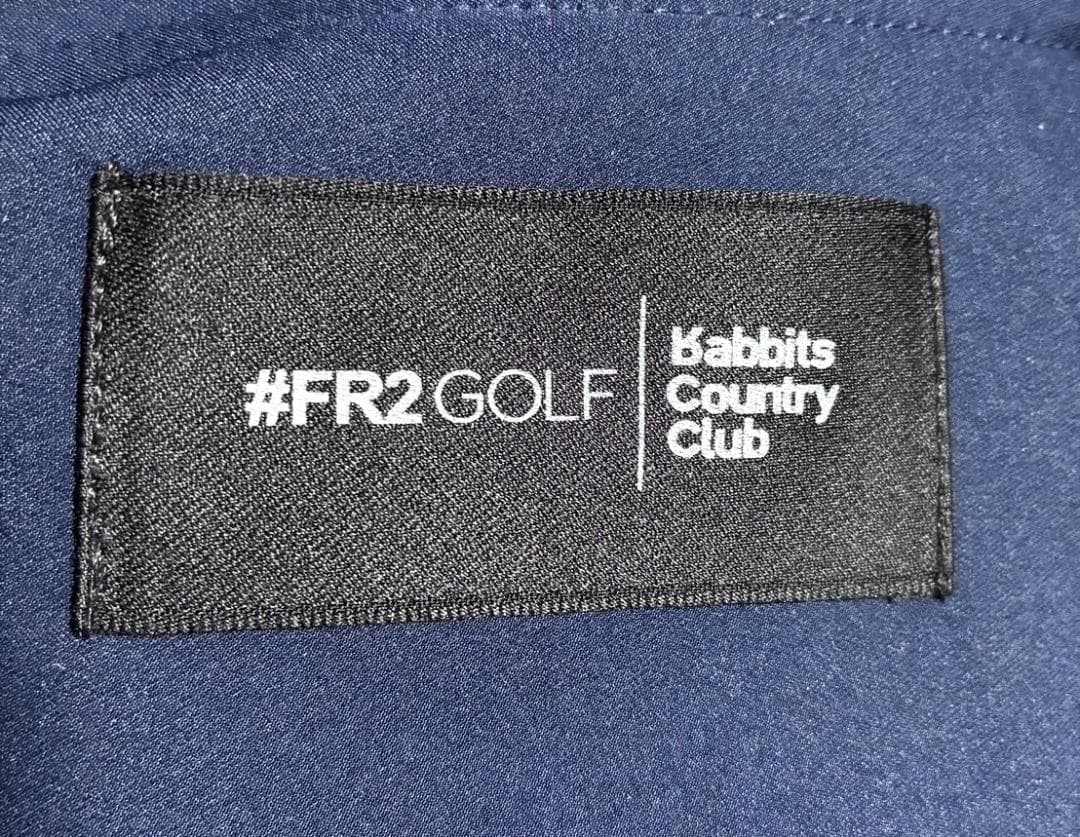 #FR2GOLF
Rabbits
Country
Club